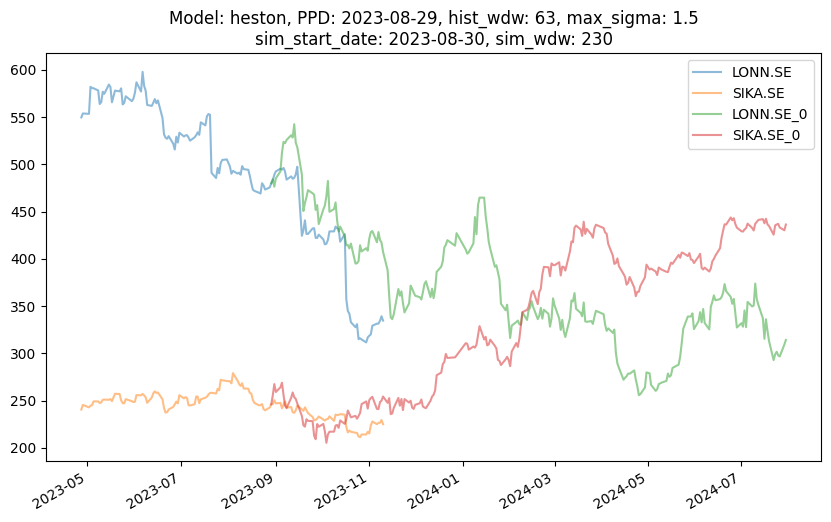 Model: heston, PPD: 2023-08-29, hist_wdw: 63, max_sigma: 1.5
sim_start_date: 2023-08-30, sim_wdw: 230
LONN.SE
SIKA.SE
LONN.SE_0
SIKA.SE_0
600
550
500
450
400
350
300
250
200
2023-05
2023-07
2023-09
2023-11
2024-01
2024-03
2024-05
2024-07